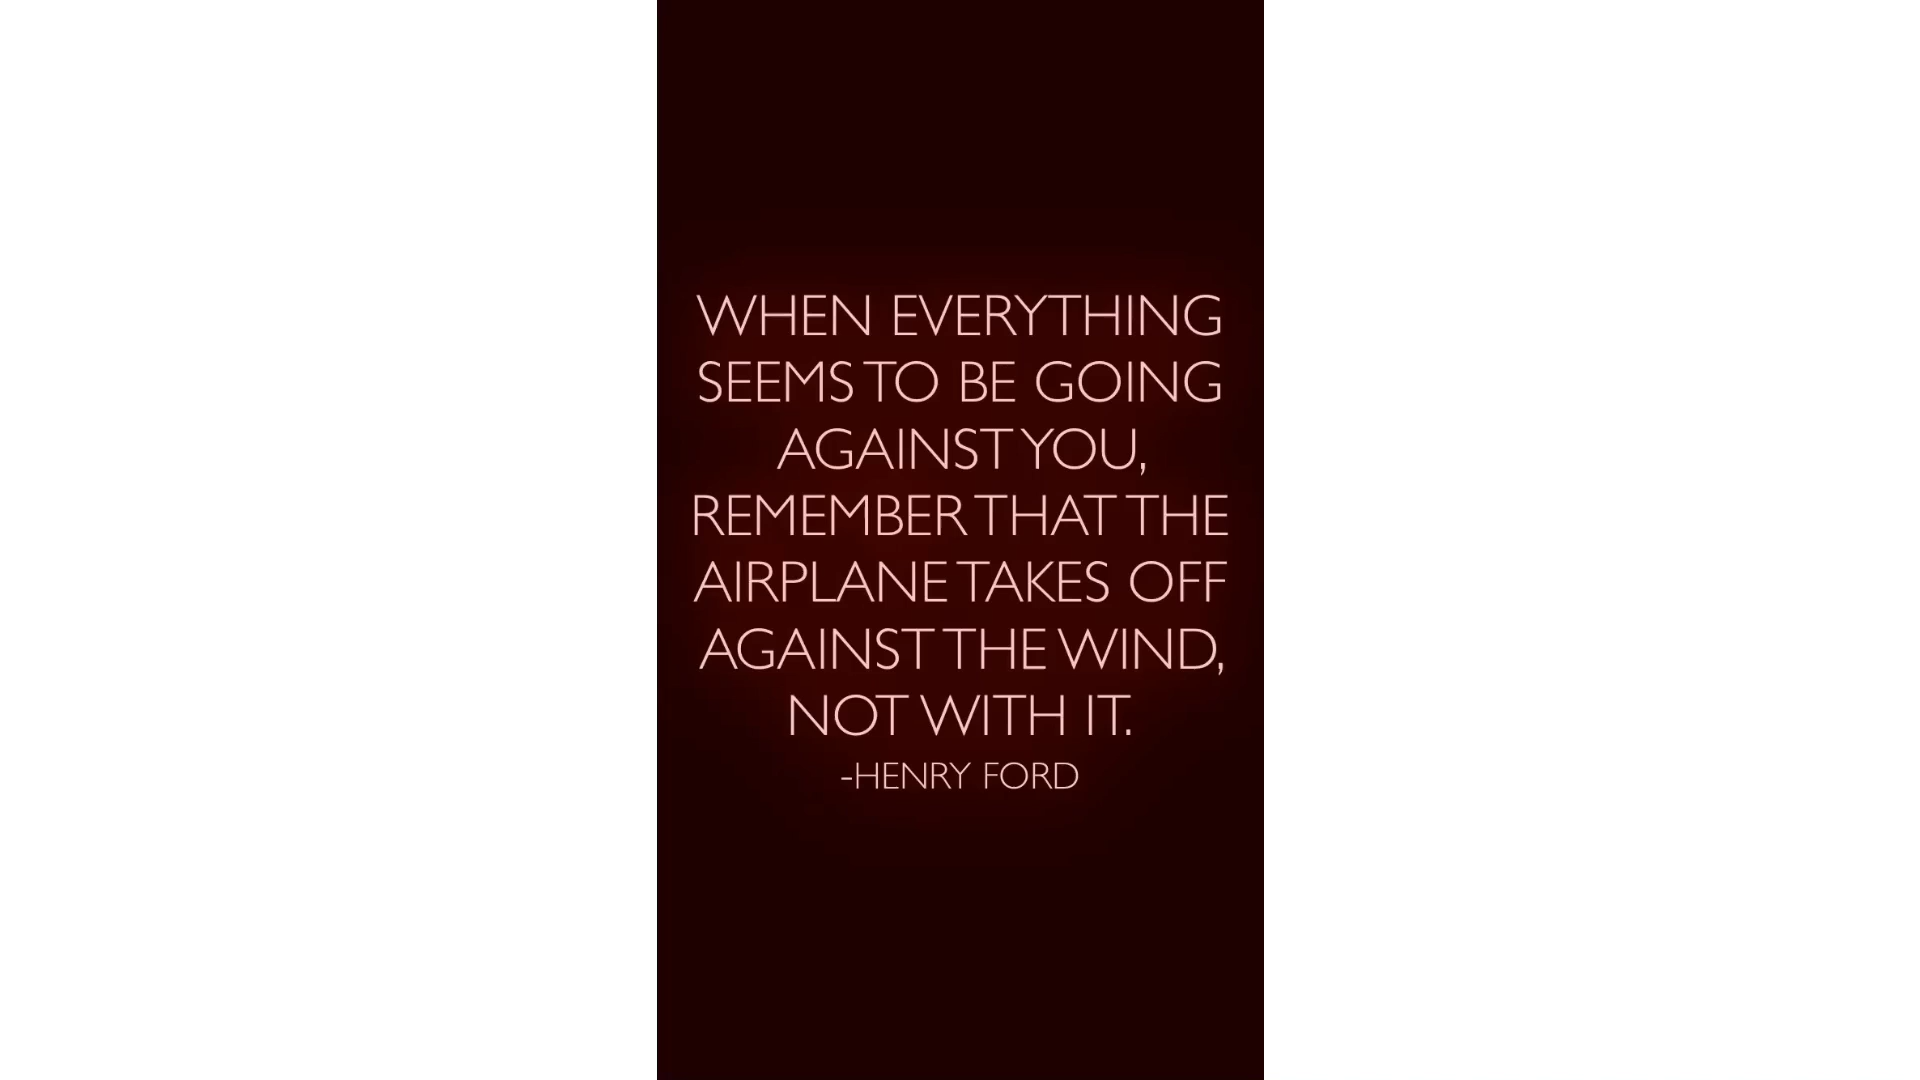 WHEN EVERYTHING
SEEMS TO BE GOING
AGAINST YOU,
REMEMBER THAT THE
AIRPLANE TAKES OFF
AGAINST THE WIND,
NOT WITH IT.
-HENRY FORD